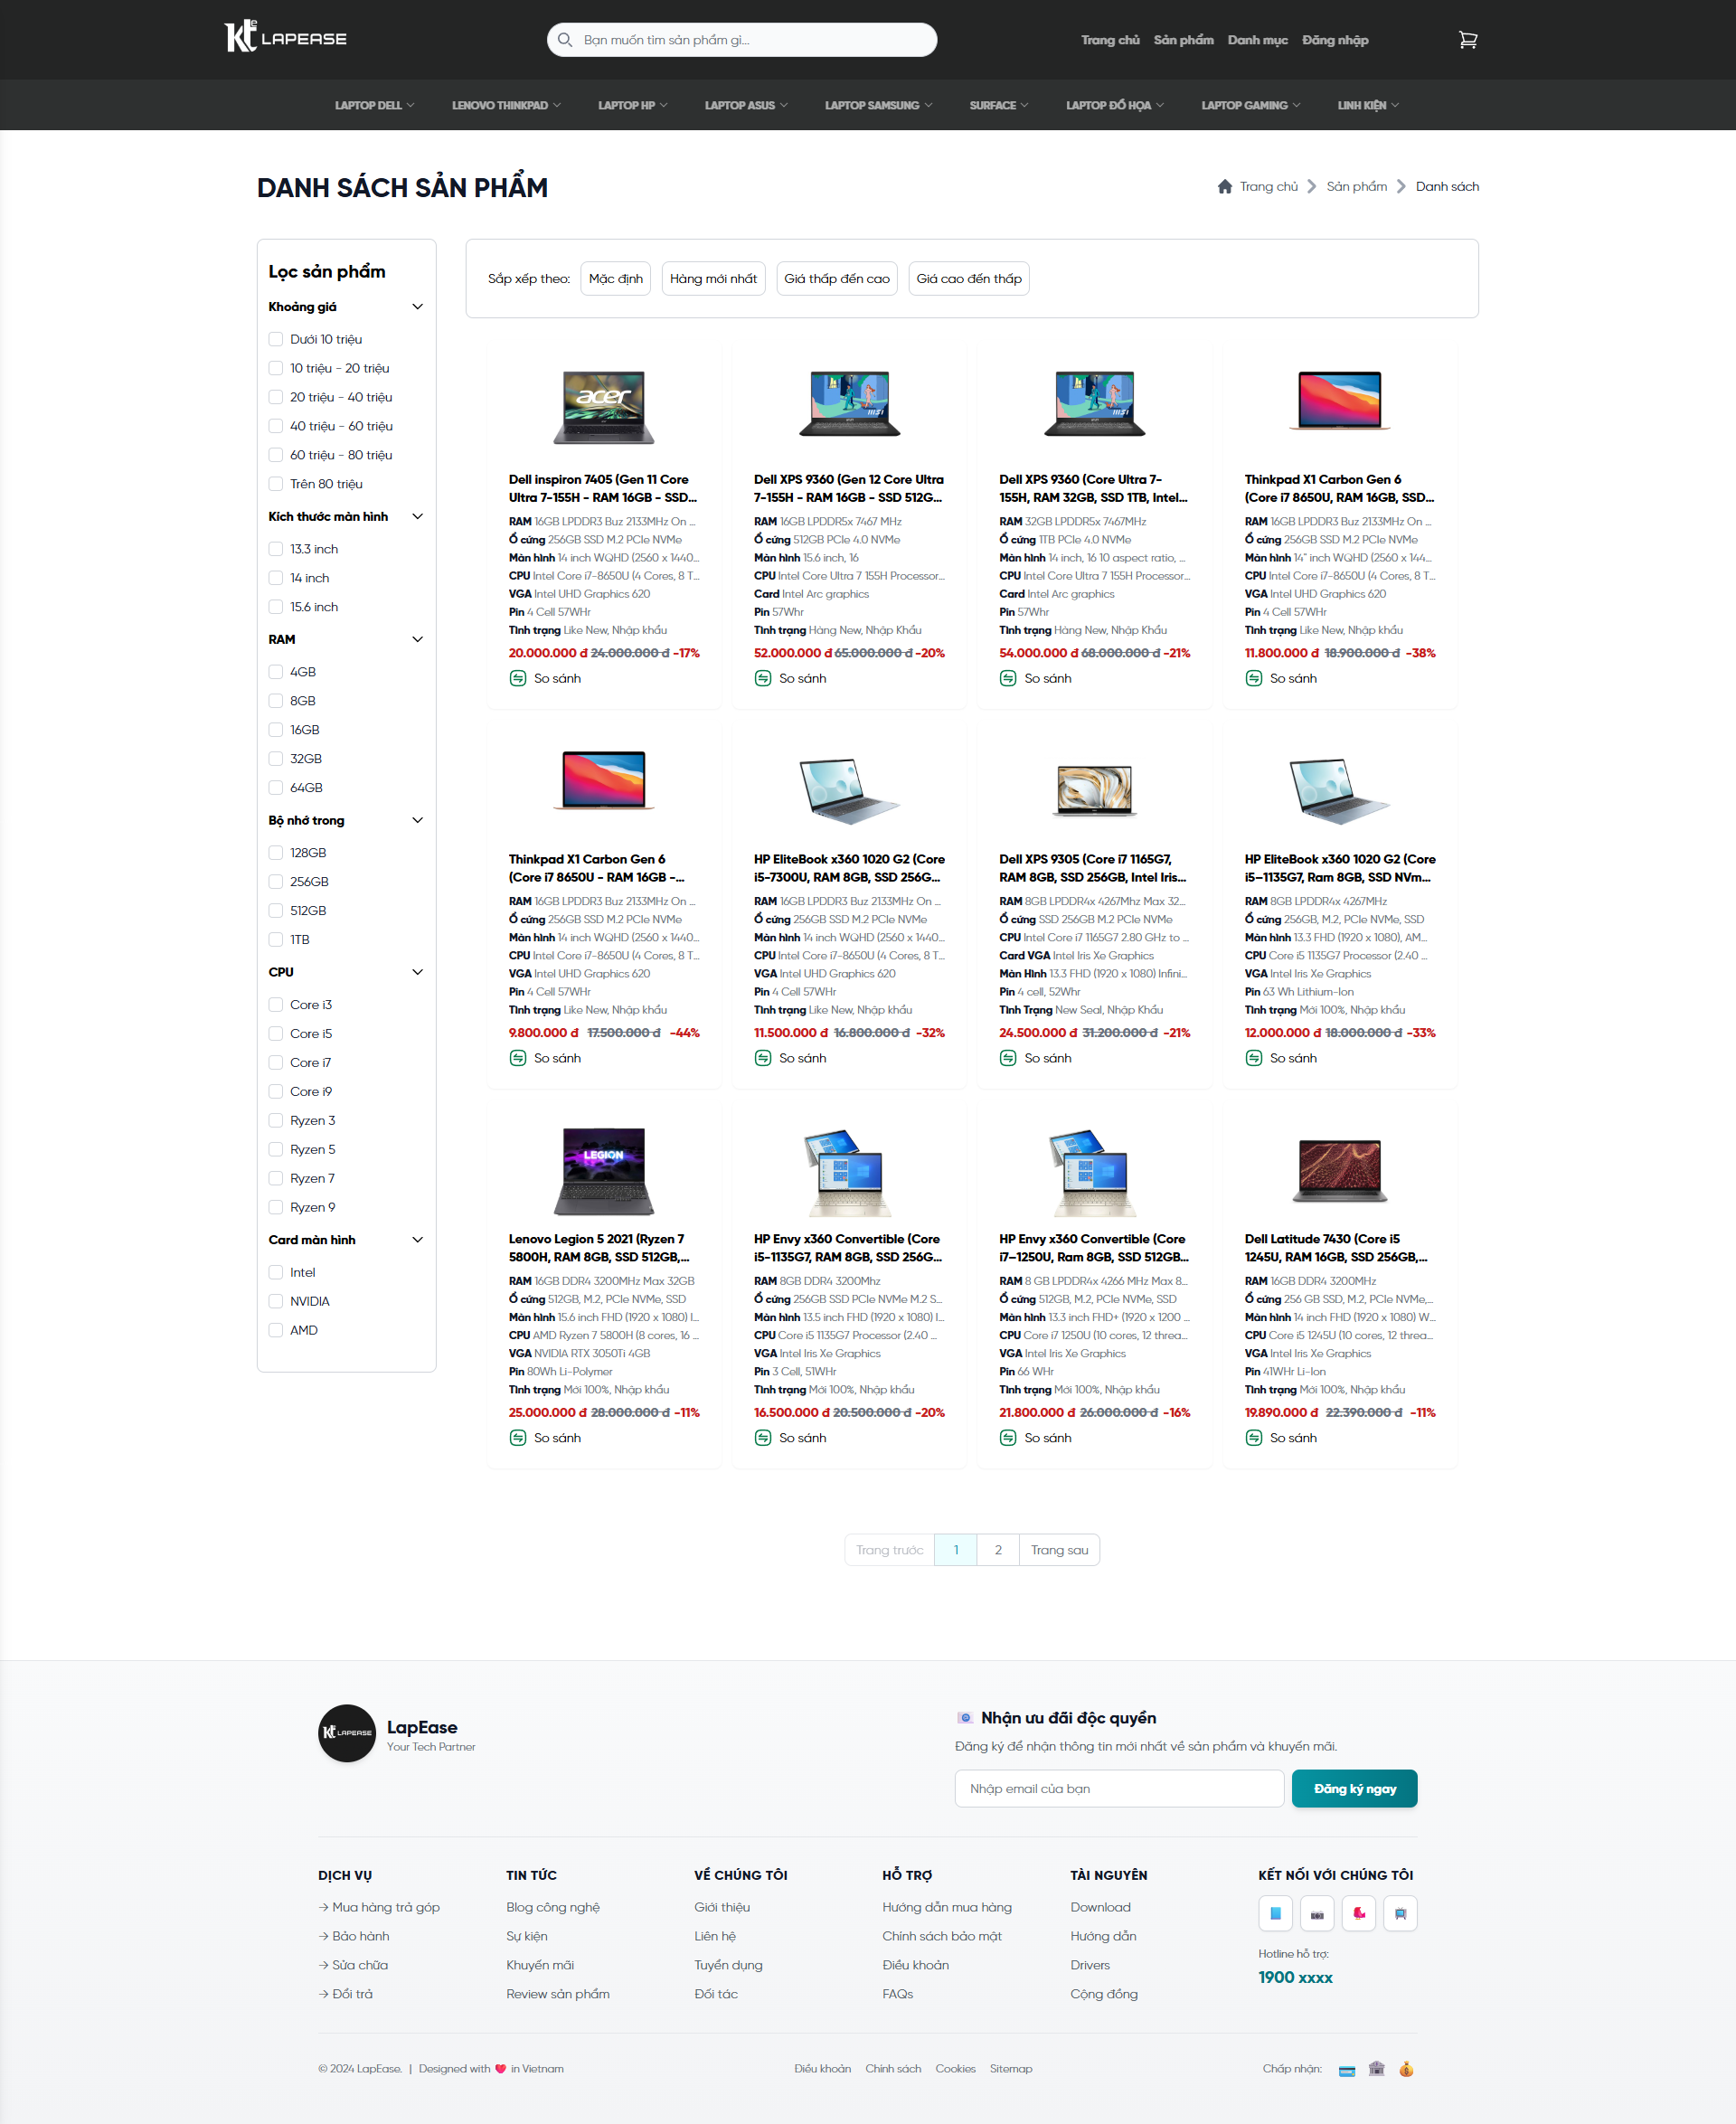 Kt LAPEASE
Bạn muốn tìm sản phẩm gì...
Trang chủ Sản phẩm Danh mục Đăng nhập
LAPTOP DELL LENOVO THINKPAD LAPTOP HP LAPTOP ASUS LAPTOP SAMSUNG SURFACE LAPTOP ĐỒ HỌA LAPTOP GAMING LINH KIỆN
DANH SÁCH SẢN PHẨM
Trang chủ Sản phẩm Danh sách
Lọc sản phẩm
Khoảng giá
Dưới 10 triệu
10 triệu - 20 triệu
20 triệu - 40 triệu
40 triệu - 60 triệu
60 triệu - 80 triệu
Trên 80 triệu
Kích thước màn hình
13.3 inch
14 inch
15.6 inch
RAM
4GB
8GB
16GB
32GB
64GB
Bộ nhớ trong
128GB
256GB
512GB
1TB
CPU
Core i3
Core i5
Core i7
Core i9
Ryzen 3
Ryzen 5
Ryzen 7
Ryzen 9
Card màn hình
Intel
NVIDIA
AMD
Sắp xếp theo: Mặc định Hàng mới nhất Giá thấp đến cao Giá cao đến thấp
acer
Dell inspiron 7405 (Gen 11 Core
Ultra 7-155H - RAM 16GB - SSD...
RAM 16GB LPDDR3 Buz 2133MHz On ...
Ổ cứng 256GB SSD M.2 PCIe NVMe
Màn hình 14 inch WQHD (2560 x 1440...
CPU Intel Core i7-8650U (4 Cores, 8 T...
VGA Intel UHD Graphics 620
Pin 4 Cell 57WHr
Tình trạng Like New, Nhập khẩu
20.000.000 đ 24.000.000 đ -17%
So sánh
msi
Dell XPS 9360 (Gen 12 Core Ultra
7-155H - RAM 16GB - SSD 512G...
RAM 16GB LPDDR5x 7467 MHz
Ổ cứng 512GB PCIe 4.0 NVMe
Màn hình 15.6 inch, 16
CPU Intel Core Ultra 7 155H Processor...
Card Intel Arc graphics
Pin 57Whr
Tình trạng Hàng New, Nhập Khẩu
52.000.000 đ 65.000.000 đ -20%
So sánh
msi
Dell XPS 9360 (Core Ultra 7-
155H, RAM 32GB, SSD 1TB, Intel...
RAM 32GB LPDDR5x 7467MHz
Ổ cứng 1TB PCIe 4.0 NVMe
Màn hình 14 inch, 16 10 aspect ratio, ...
CPU Intel Core Ultra 7 155H Processor...
Card Intel Arc graphics
Pin 57Whr
Tình trạng Hàng New, Nhập Khẩu
54.000.000 đ 68.000.000 đ -21%
So sánh
Thinkpad X1 Carbon Gen 6
(Core i7 8650U, RAM 16GB, SSD...
RAM 16GB LPDDR3 Buz 2133MHz On ...
Ổ cứng 256GB SSD M.2 PCIe NVMe
Màn hình 14" inch WQHD (2560 x 144...
CPU Intel Core i7-8650U (4 Cores, 8 T...
VGA Intel UHD Graphics 620
Pin 4 Cell 57WHr
Tình trạng Like New, Nhập khẩu
11.800.000 đ 18.900.000 đ -38%
So sánh
Thinkpad X1 Carbon Gen 6
(Core i7 8650U - RAM 16GB -...
RAM 16GB LPDDR3 Buz 2133MHz On ...
Ổ cứng 256GB SSD M.2 PCIe NVMe
Màn hình 14 inch WQHD (2560 x 1440...
CPU Intel Core i7-8650U (4 Cores, 8 T...
VGA Intel UHD Graphics 620
Pin 4 Cell 57WHr
Tình trạng Like New, Nhập khẩu
9.800.000 đ 17.500.000 đ -44%
So sánh
HP EliteBook x360 1020 G2 (Core
i5-7300U, RAM 8GB, SSD 256G...
RAM 16GB LPDDR3 Buz 2133MHz On ...
Ổ cứng 256GB SSD M.2 PCIe NVMe
Màn hình 14 inch WQHD (2560 x 1440...
CPU Intel Core i7-8650U (4 Cores, 8 T...
VGA Intel UHD Graphics 620
Pin 4 Cell 57WHr
Tình trạng Like New, Nhập khẩu
11.500.000 đ 16.800.000 đ -32%
So sánh
Dell XPS 9305 (Core i7 1165G7,
RAM 8GB, SSD 256GB, Intel Iris...
RAM 8GB LPDDR4x 4267Mhz Max 32...
Ổ cứng SSD 256GB M.2 PCIe NVMe
CPU Intel Core i7 1165G7 2.80 GHz to ...
Card VGA Intel Iris Xe Graphics
Màn Hình 13.3 FHD (1920 x 1080) Infini...
Pin 4 cell, 52Whr
Tình Trạng New Seal, Nhập Khẩu
24.500.000 đ 31.200.000 đ -21%
So sánh
HP EliteBook x360 1020 G2 (Core
i5–1135G7, Ram 8GB, SSD NVm...
RAM 8GB LPDDR4x 4267MHz
Ổ cứng 256GB, M.2, PCIe NVMe, SSD
Màn hình 13.3 FHD (1920 x 1080), AM...
CPU Core i5 1135G7 Processor (2.40 ...
VGA Intel Iris Xe Graphics
Pin 63 Wh Lithium-Ion
Tình trạng Mới 100%, Nhập khẩu
12.000.000 đ 18.000.000 đ -33%
So sánh
LEGION
Lenovo Legion 5 2021 (Ryzen 7
5800H, RAM 8GB, SSD 512GB,...
RAM 16GB DDR4 3200MHz Max 32GB
Ổ cứng 512GB, M.2, PCIe NVMe, SSD
Màn hình 15.6 inch FHD (1920 x 1080) I...
CPU AMD Ryzen 7 5800H (8 cores, 16 ...
VGA NVIDIA RTX 3050Ti 4GB
Pin 80Wh Li-Polymer
Tình trạng Mới 100%, Nhập khẩu
25.000.000 đ 28.000.000 đ -11%
So sánh
HP Envy x360 Convertible (Core
i5-1135G7, RAM 8GB, SSD 256G...
RAM 8GB DDR4 3200Mhz
Ổ cứng 256GB SSD PCIe NVMe M.2 S...
Màn hình 13.5 inch FHD (1920 x 1080) I...
CPU Core i5 1135G7 Processor (2.40 ...
VGA Intel Iris Xe Graphics
Pin 3 Cell, 51WHr
Tình trạng Mới 100%, Nhập khẩu
16.500.000 đ 20.500.000 đ -20%
So sánh
HP Envy x360 Convertible (Core
i7–1250U, Ram 8GB, SSD 512GB...
RAM 8 GB LPDDR4x 4266 MHz Max 8...
Ổ cứng 512GB, M.2, PCIe NVMe, SSD
Màn hình 13.3 inch FHD+ (1920 x 1200 ...
CPU Core i7 1250U (10 cores, 12 threa...
VGA Intel Iris Xe Graphics
Pin 66 WHr
Tình trạng Mới 100%, Nhập khẩu
21.800.000 đ 26.000.000 đ -16%
So sánh
Dell Latitude 7430 (Core i5
1245U, RAM 16GB, SSD 256GB,...
RAM 16GB DDR4 3200MHz
Ổ cứng 256 GB SSD, M.2, PCIe NVMe,...
Màn hình 14 inch FHD (1920 x 1080) W...
CPU Core i5 1245U (10 cores, 12 threa...
VGA Intel Iris Xe Graphics
Pin 41WHr Li-Ion
Tình trạng Mới 100%, Nhập khẩu
19.890.000 đ 22.390.000 đ -11%
So sánh
Trang trước 1 2 Trang sau
Kt LAPEASE
LapEase
Your Tech Partner
Nhận ưu đãi độc quyền
Đăng ký để nhận thông tin mới nhất về sản phẩm và khuyến mãi.
Nhập email của bạn
Đăng ký ngay
DỊCH VỤ
→ Mua hàng trả góp
→ Bảo hành
→ Sửa chữa
→ Đổi trả
TIN TỨC
Blog công nghệ
Sự kiện
Khuyến mãi
Review sản phẩm
VỀ CHÚNG TÔI
Giới thiệu
Liên hệ
Tuyển dụng
Đối tác
HỖ TRỢ
Hướng dẫn mua hàng
Chính sách bảo mật
Điều khoản
FAQs
TÀI NGUYÊN
Download
Hướng dẫn
Drivers
Cộng đồng
KẾT NỐI VỚI CHÚNG TÔI
Hotline hỗ trợ:
1900 xxxx
© 2024 LapEase. | Designed with ❤️ in Vietnam
Điều khoản Chính sách Cookies Sitemap
Chấp nhận: